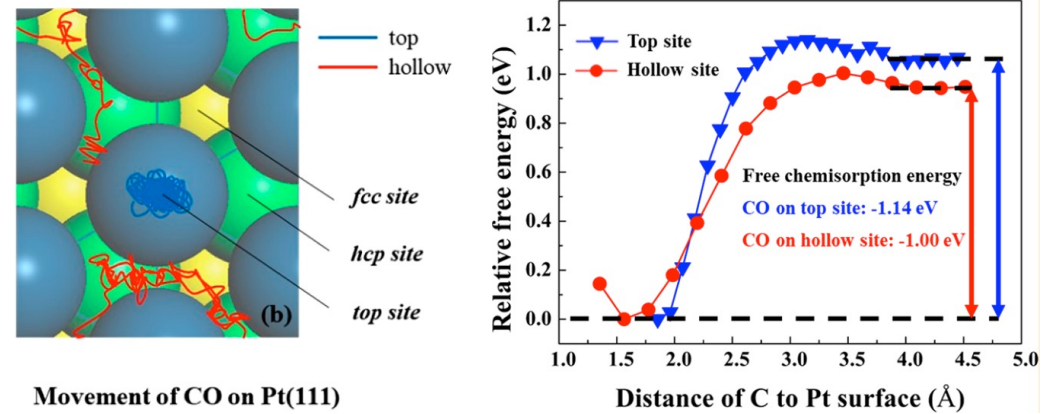 top
hollow
fcc site
hcp site
top site
(b)
Movement of CO on Pt(111)
Relative free energy (eV)
1.2
1.0
0.8
0.6
0.4
0.2
0.0
Top site
Hollow site
Free chemisorption energy
CO on top site: -1.14 eV
CO on hollow site: -1.00 eV
1.0 1.5 2.0 2.5 3.0 3.5 4.0 4.5 5.0
Distance of C to Pt surface (Å)